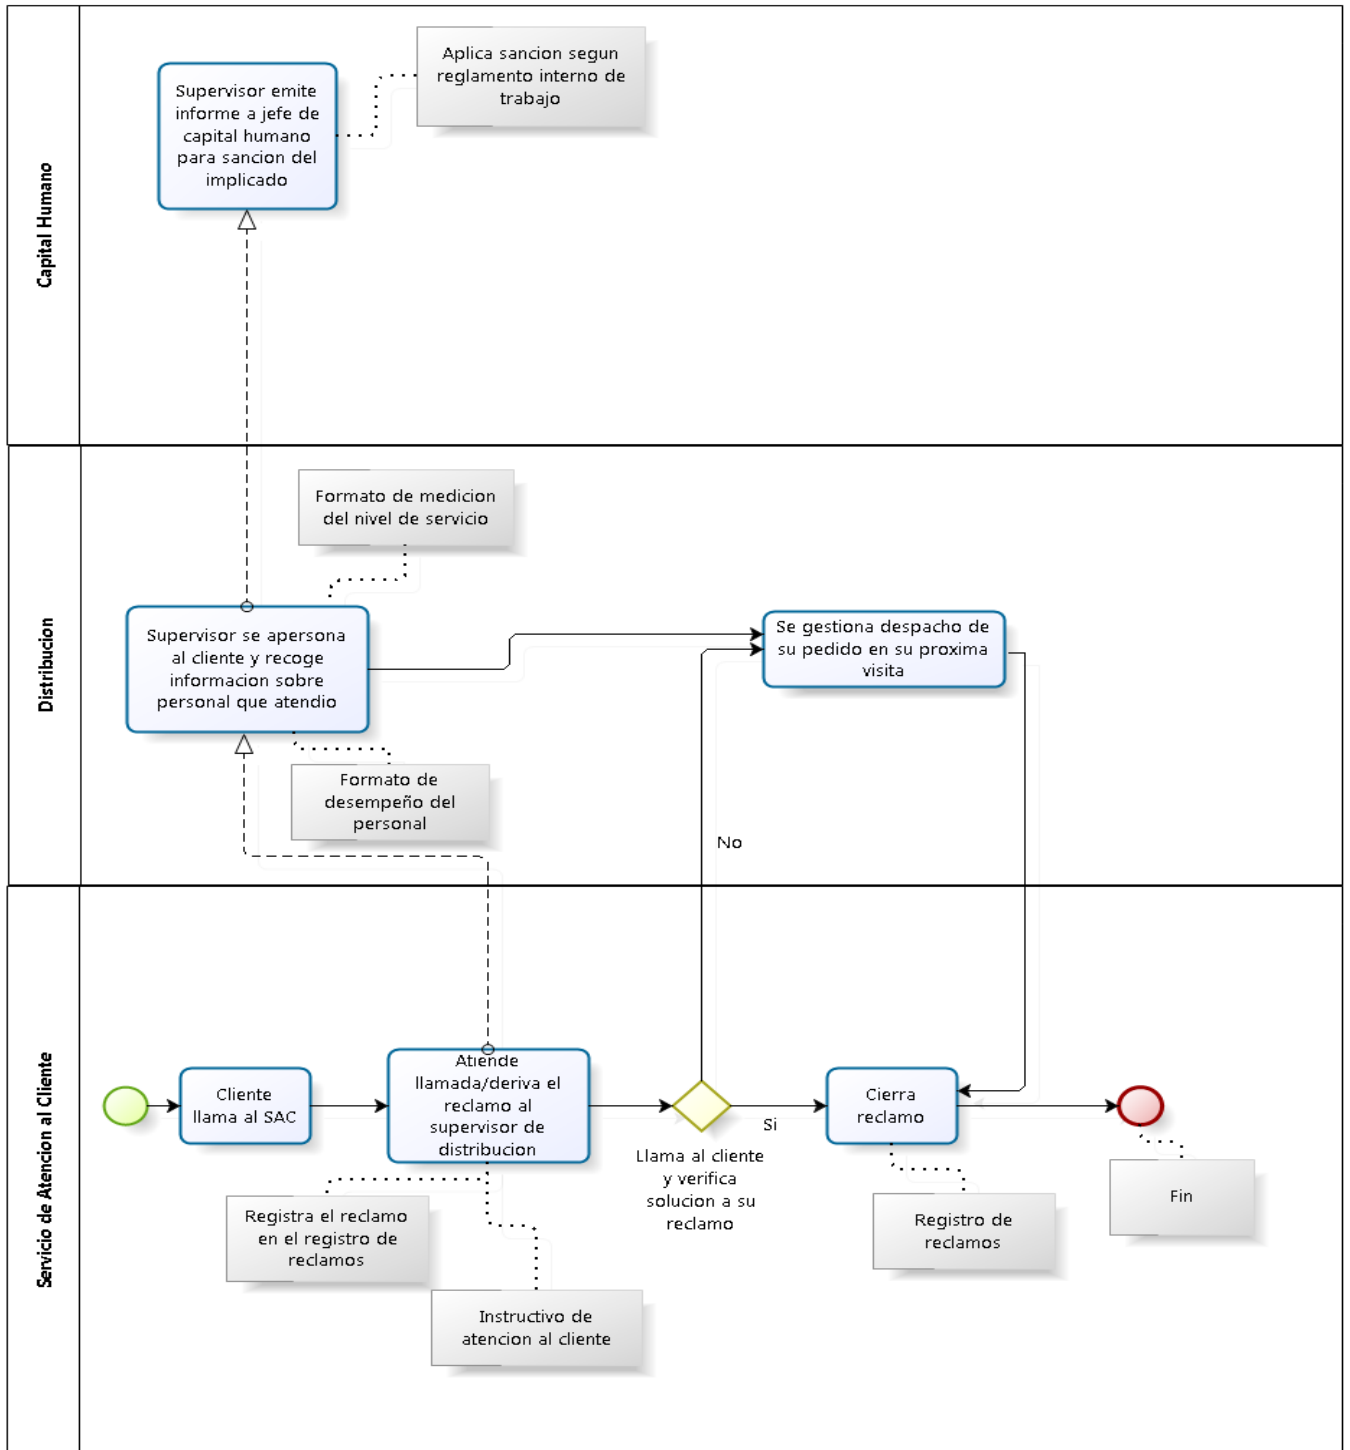 Capital Humano
Supervisor emite
informe a jefe de
capital humano
para sancion del
implicado
Aplica sancion segun
reglamento interno de
trabajo
Distribucion
Formato de medicion
del nivel de servicio
Supervisor se apersona
al cliente y recoge
informacion sobre
personal que atendio
Se gestiona despacho de
su pedido en su proxima
visita
Formato de
desempeño del
personal
No
Servicio de Atencion al Cliente
Cliente
llama al SAC
Atiende
llamada/deriva el
reclamo al
supervisor de
distribucion
Si
Llama al cliente
y verifica
solucion a su
reclamo
Cierra
reclamo
Registra el reclamo
en el registro de
reclamos
Instructivo de
atencion al cliente
Registro de
reclamos
Fin